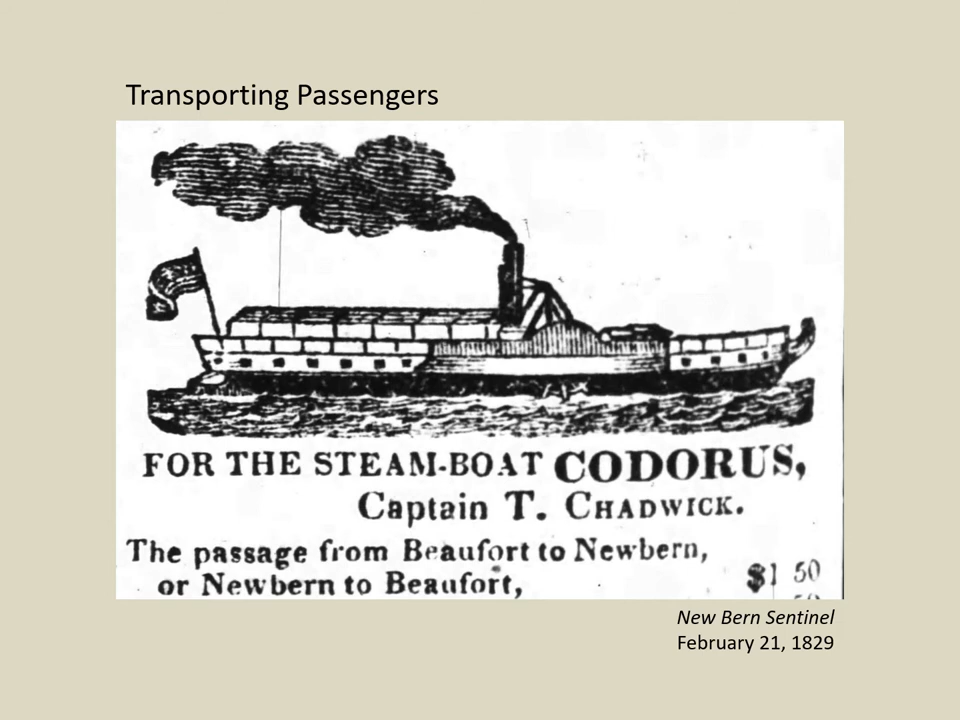 Transporting Passengers
FOR THE STEAM-BOAT CODORUS,
Captain T. CHADWICK.
The passage from Beaufort to Newbern,
or Newbern to Beaufort, $1 50
New Bern Sentinel
February 21, 1829